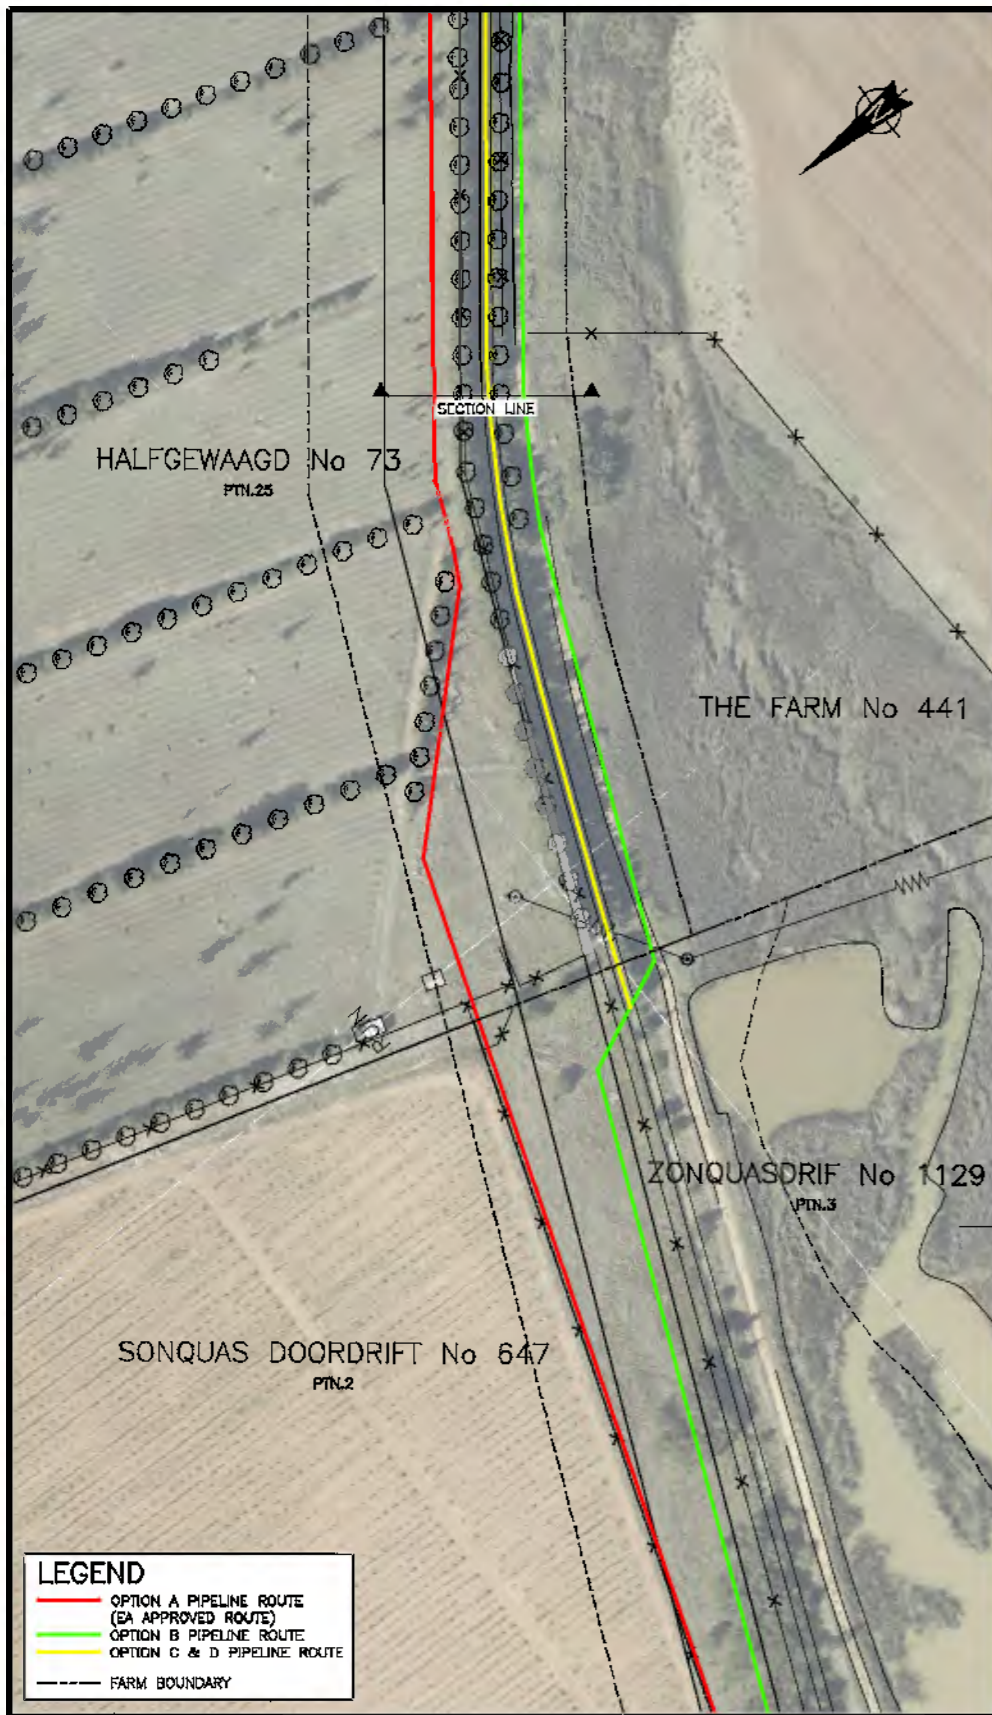 N
SECTION LINE
HALFGEWAAGD No 73
PTN.25
THE FARM No 441
ZONQUASDRIF No 1129
PTN.3
SONQUAS DOORDRIFT No 647
PTN.2
LEGEND
OPTION A PIPELINE ROUTE
(EA APPROVED ROUTE)
OPTION B PIPELINE ROUTE
OPTION C & D PIPELINE ROUTE
FARM BOUNDARY